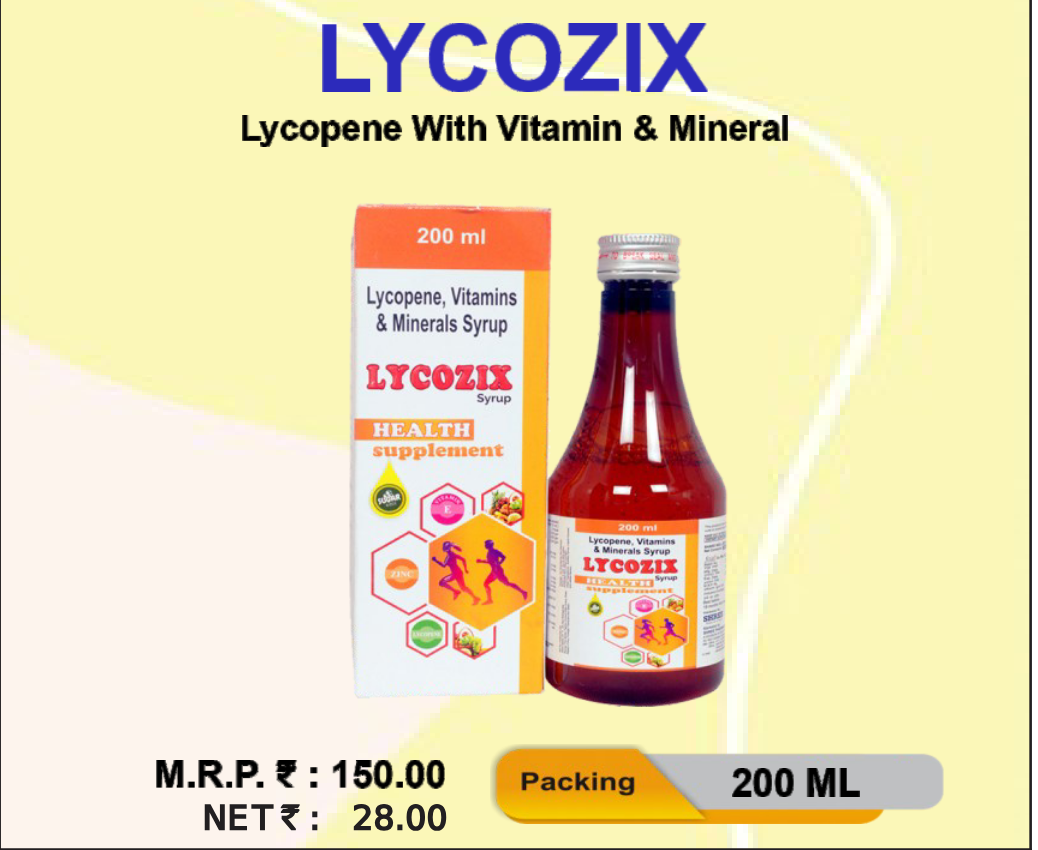 LYCOZIX
Lycopene With Vitamin & Mineral
200 ml
Lycopene, Vitamins
& Minerals Syrup
LYCOZIX
Syrup
HEALTH
supplement
VITAMIN
E
ZINC
200 ml
Lycopene, Vitamins
& Minerals Syrup
LYCOZIX
Syrup
HEALTH
supplement
M.R.P. ₹ : 150.00
NET ₹ : 28.00
Packing
200 ML